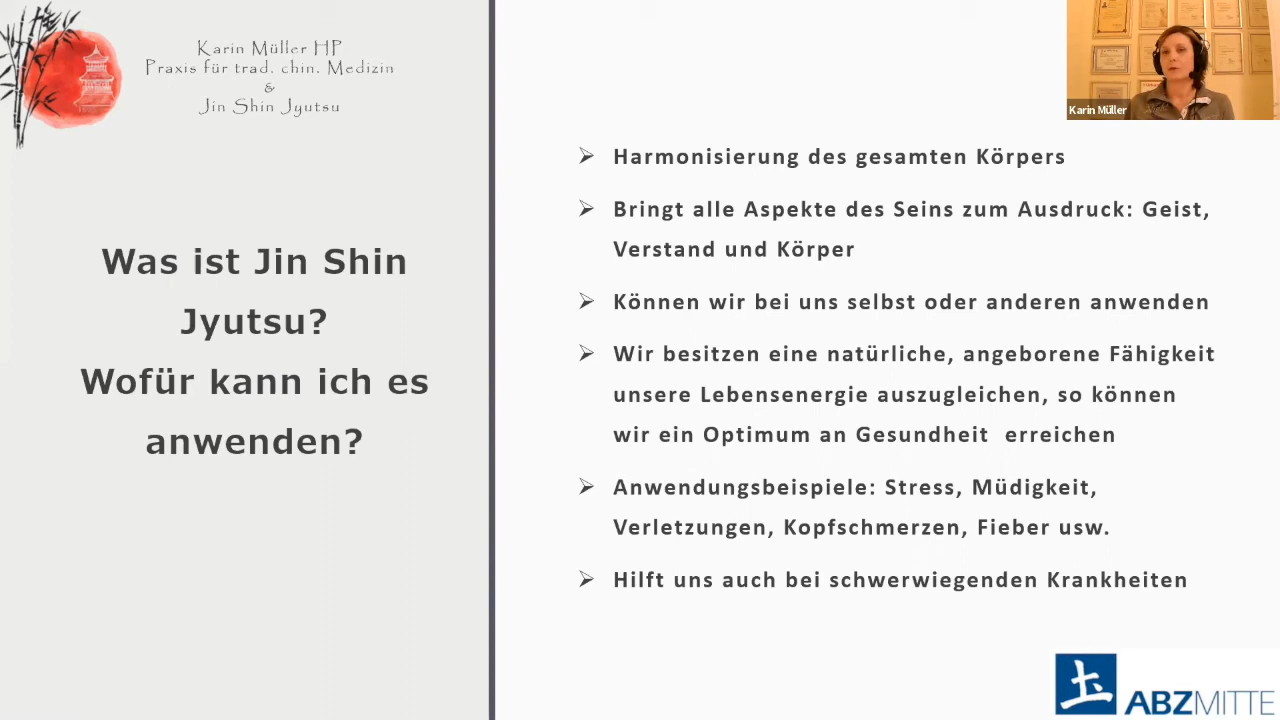 Karin Müller HP
Praxis für trad. chin. Medizin
&
Jin Shin Jyutsu
Was ist Jin Shin
Jyutsu?
Wofür kann ich es
anwenden?
Karin Müller
Harmonisierung des gesamten Körpers
Bringt alle Aspekte des Seins zum Ausdruck: Geist,
Verstand und Körper
Können wir bei uns selbst oder anderen anwenden
Wir besitzen eine natürliche, angeborene Fähigkeit
unsere Lebensenergie auszugleichen, so können
wir ein Optimum an Gesundheit erreichen
Anwendungsbeispiele: Stress, Müdigkeit,
Verletzungen, Kopfschmerzen, Fieber usw.
Hilft uns auch bei schwerwiegenden Krankheiten
ABZMITTE